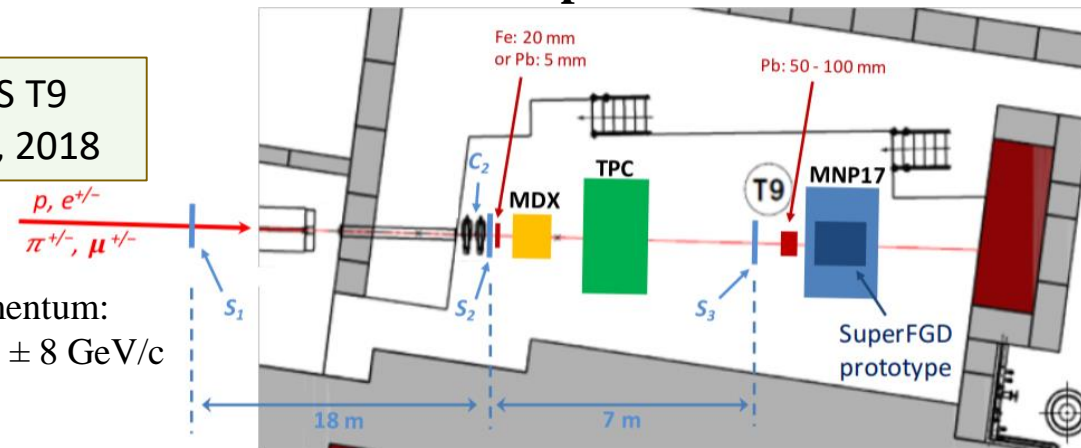 S T9
, 2018
p, e+/–
π+/–, μ+/–
nentum:
± 8 GeV/c
S1
18 m
C2
S2
Fe: 20 mm
or Pb: 5 mm
MDX
TPC
7 m
S3
T9
Pb: 50 - 100 mm
MNP17
SuperFGD
prototype